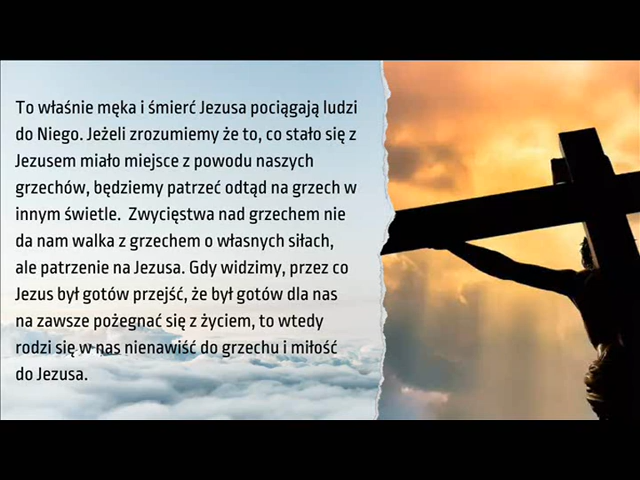 To właśnie męka i śmierć Jezusa pociągają ludzi
do Niego. Jeżeli zrozumiemy że to, co stało się z
Jezusem miało miejsce z powodu naszych
grzechów, będziemy patrzeć odtąd na grzech w
innym świetle. Zwycięstwa nad grzechem nie
da nam walka z grzechem o własnych siłach,
ale patrzenie na Jezusa. Gdy widzimy, przez co
Jezus był gotów przejść, że był gotów dla nas
na zawsze pożegnać się z życiem, to wtedy
rodzi się w nas nienawiść do grzechu i miłość
do Jezusa.